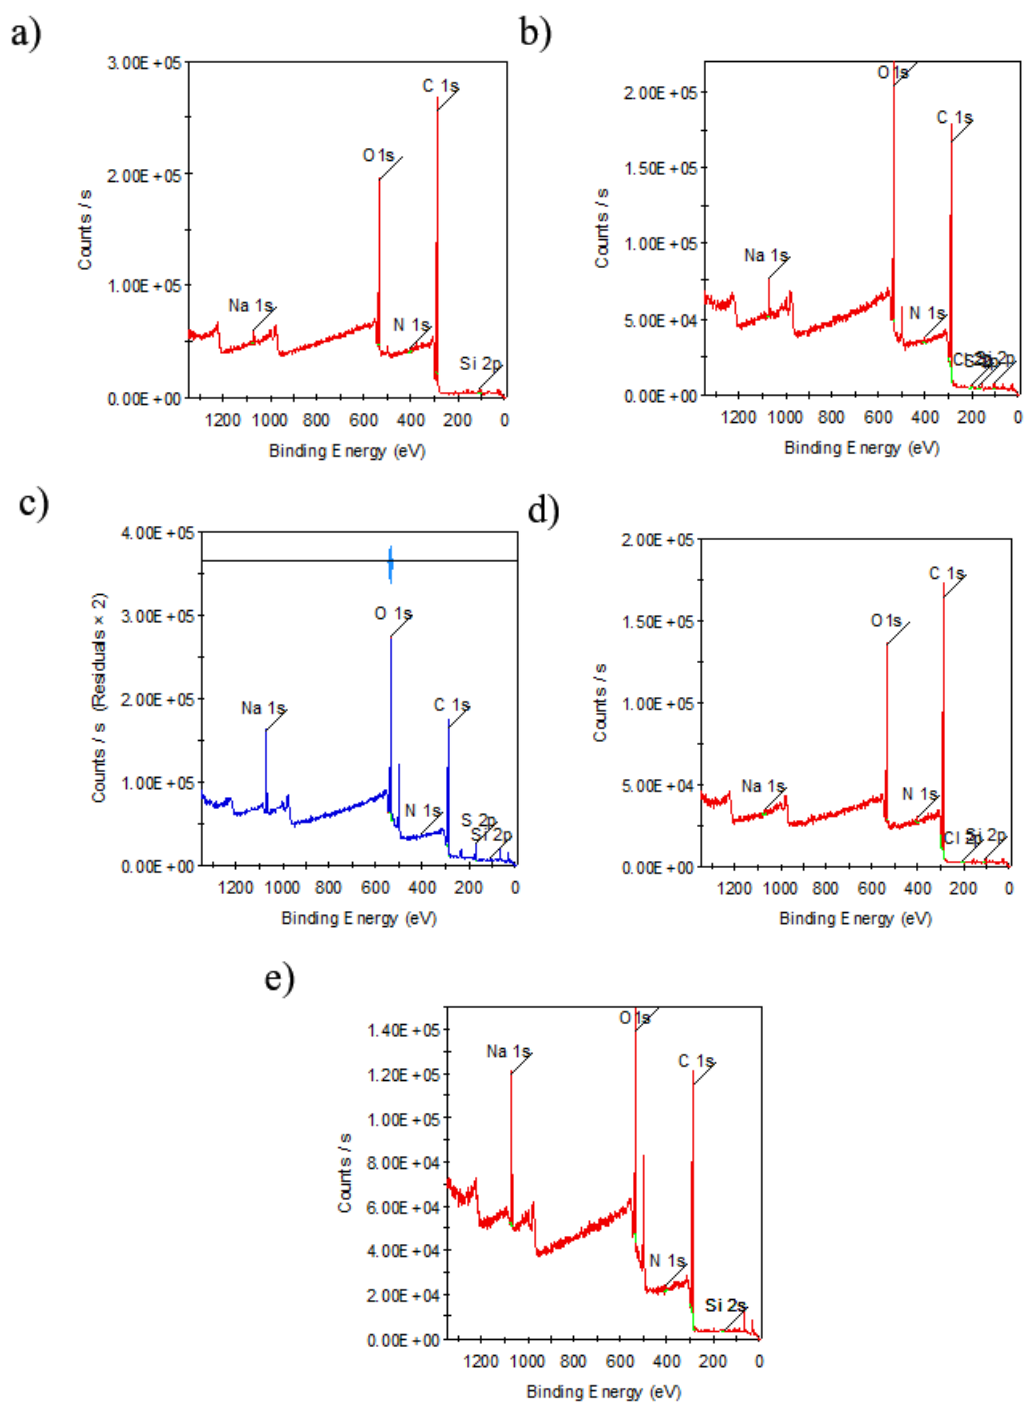 a)
3.00E +05
2.00E +05
1.00E +05
0.00E +00
Counts / s
C 1s
O 1s
Na 1s
N 1s
Si 2p
1200 1000 800 600 400 200 0
Binding E nergy (eV)
b)
2.00E +05
1.50E +05
1.00E +05
5.00E +04
0.00E +00
Counts / s
O 1s
C 1s
Na 1s
N 1s
Cl 2p
Si 2p
1200 1000 800 600 400 200 0
Binding E nergy (eV)
c)
4.00E +05
3.00E +05
2.00E +05
1.00E +05
0.00E +00
Counts / s (Residuals × 2)
O 1s
Na 1s
C 1s
N 1s
S 2p
Si 2p
1200 1000 800 600 400 200 0
Binding E nergy (eV)
d)
2.00E +05
1.50E +05
1.00E +05
5.00E +04
0.00E +00
Counts / s
C 1s
O 1s
Na 1s
N 1s
Cl 2p
Si 2p
1200 1000 800 600 400 200 0
Binding E nergy (eV)
e)
1.40E +05
1.20E +05
1.00E +05
8.00E +04
6.00E +04
4.00E +04
2.00E +04
0.00E +00
Counts / s
O 1s
Na 1s
C 1s
N 1s
Si 2s
1200 1000 800 600 400 200 0
Binding E nergy (eV)